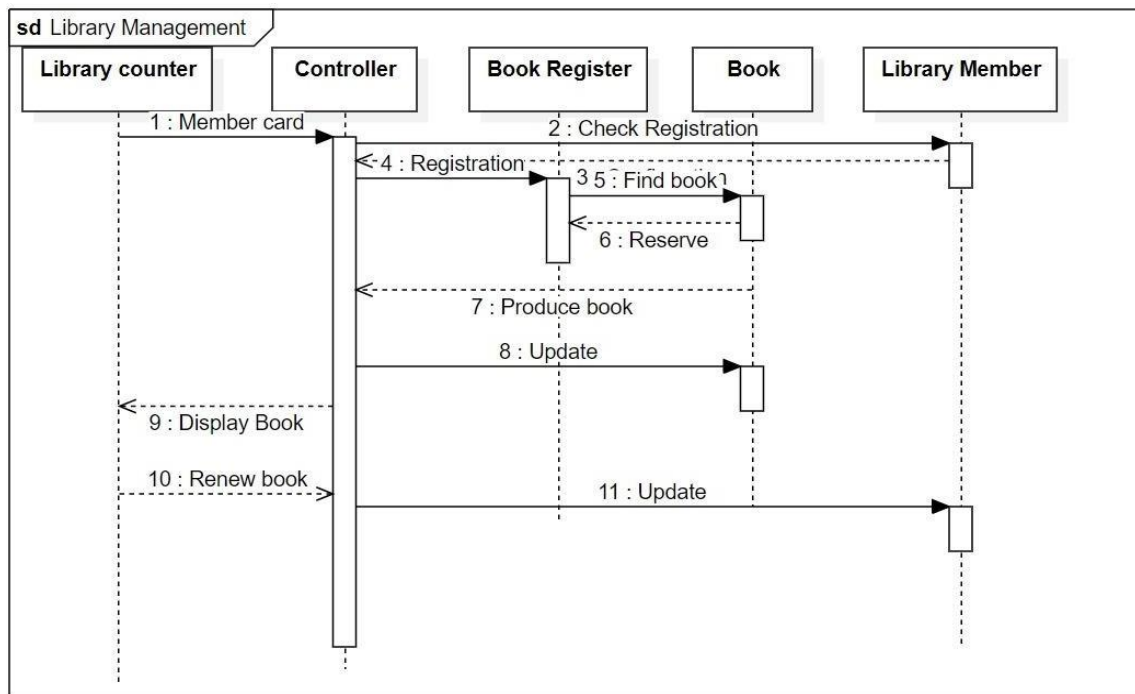 sd Library Management
Library counter
Controller
Book Register
Book
Library Member
1 : Member card
2 : Check Registration
3
4 : Registration
5 : Find book
6 : Reserve
7 : Produce book
8 : Update
9 : Display Book
10 : Renew book
11 : Update